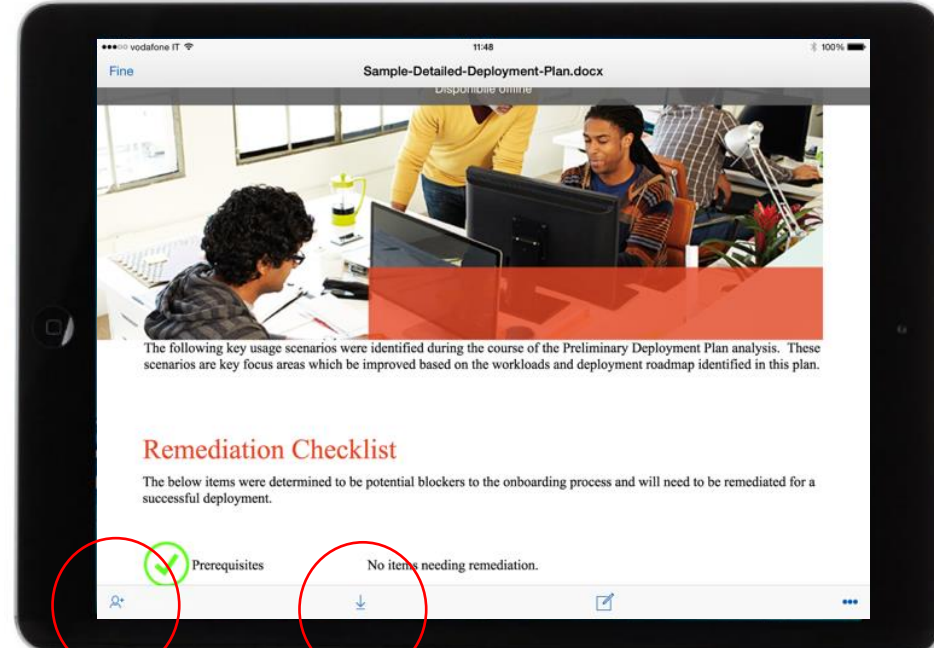 vodafone IT 11:48 100%
Fine Sample-Detailed-Deployment-Plan.docx
Disponibile offline
The following key usage scenarios were identified during the course of the Preliminary Deployment Plan analysis. These
scenarios are key focus areas which be improved based on the workloads and deployment roadmap identified in this plan.
Remediation Checklist
The below items were determined to be potential blockers to the onboarding process and will need to be remediated for a
successful deployment.
Prerequisites No items needing remediation.